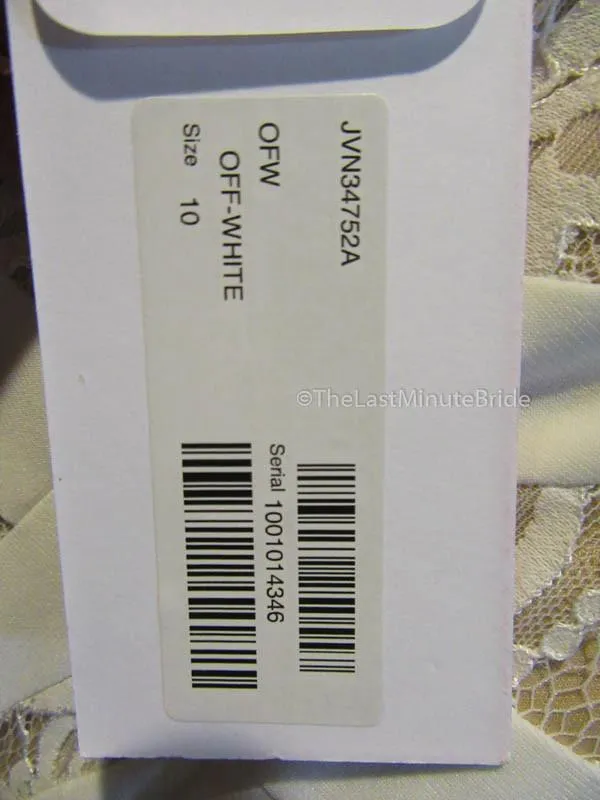 JVN34752A
OFW
OFF-WHITE
Size 10
Serial 1001014346
©TheLastMinuteBride